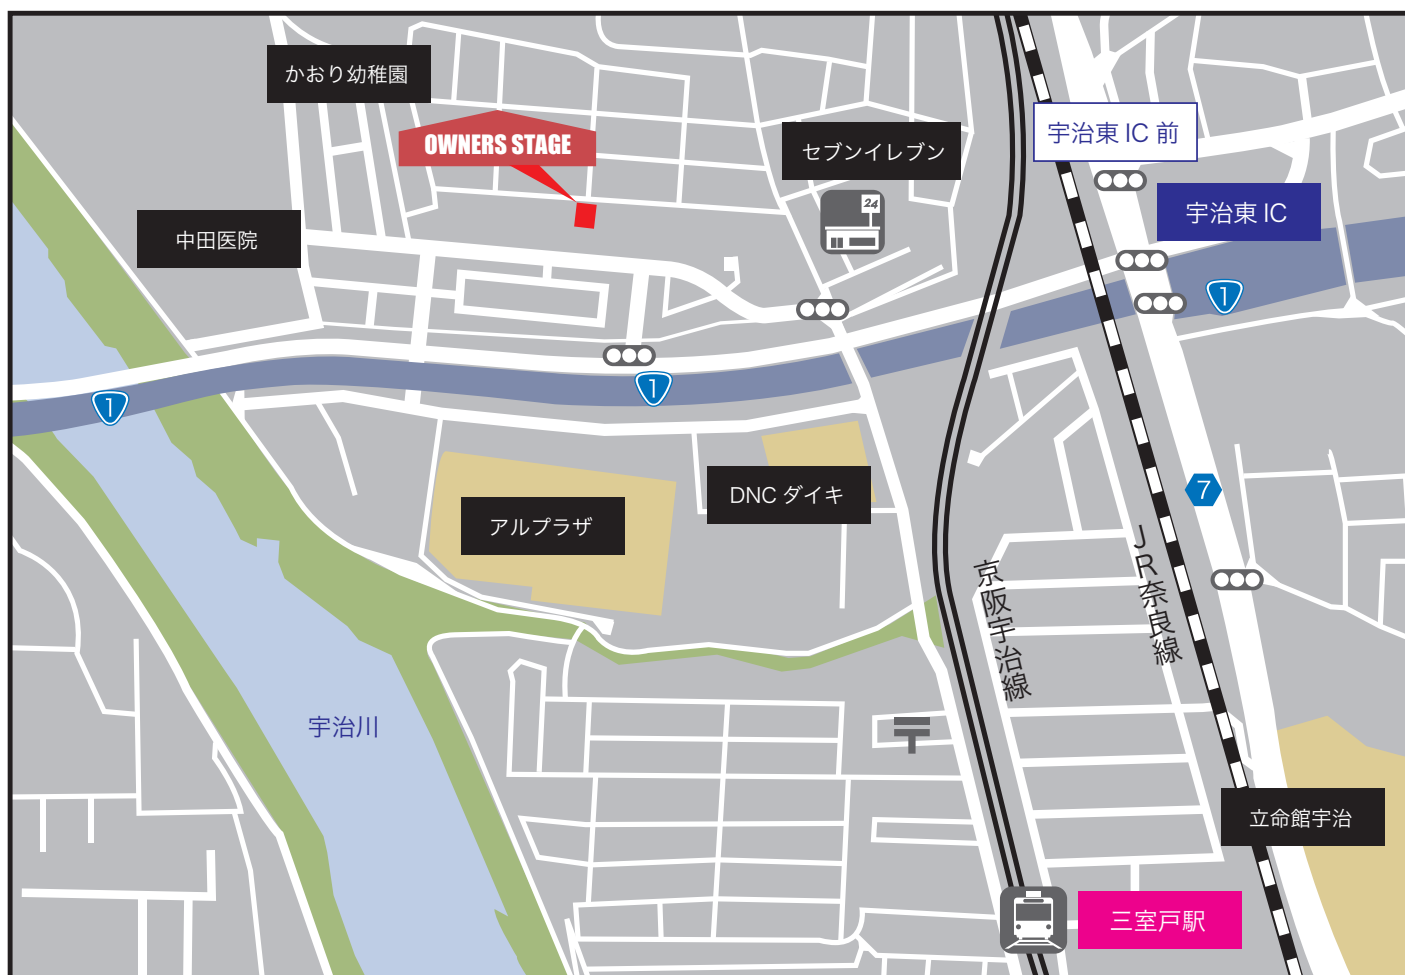 かおり幼稚園
OWNERS STAGE
セブンイレブン
24
宇治東 IC 前
宇治東 IC
中田医院
1
1
1
7
DNC ダイキ
アルプラザ
京阪宇治線
JR奈良線
宇治川
〒
立命館宇治
三室戸駅